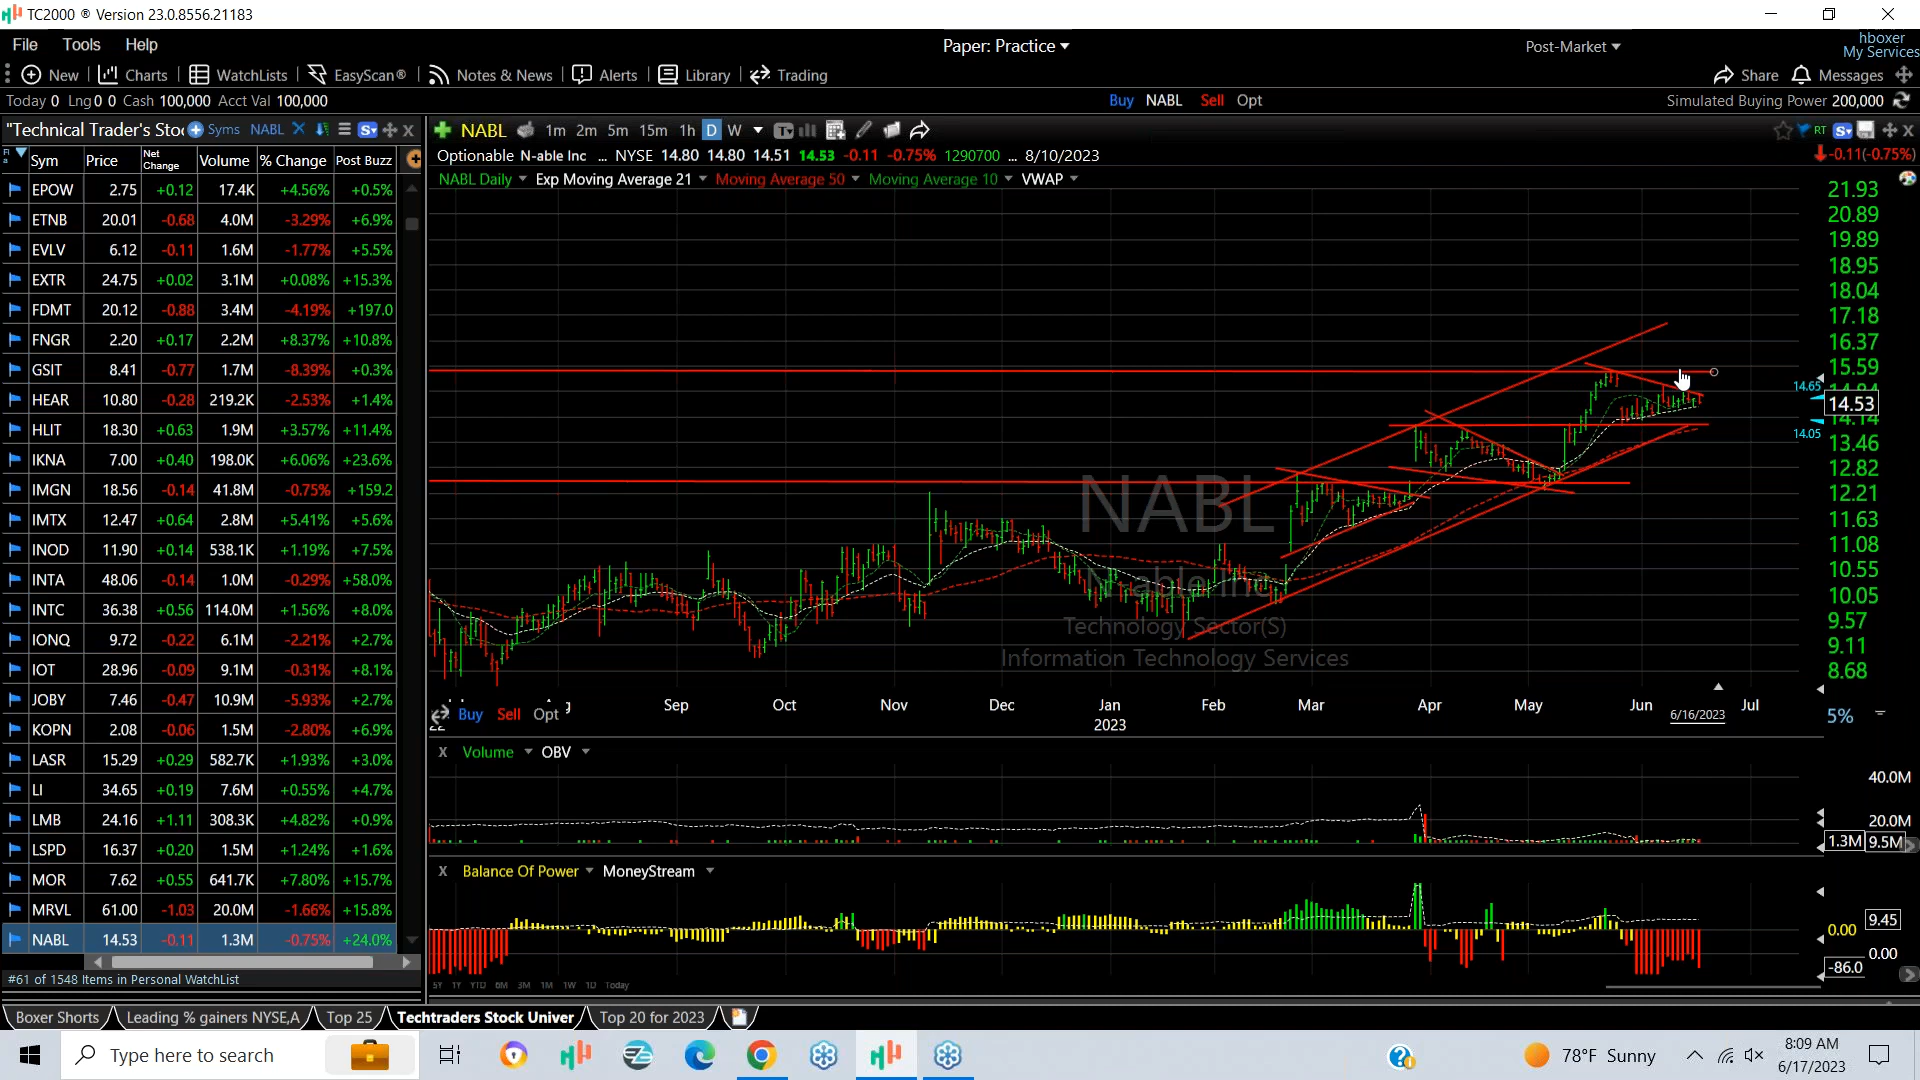 TC2000 ® Version 23.0.8556.21183
File Tools Help
Paper: Practice
Post-Market
hboxer
My Services
New Charts WatchLists EasyScan® Notes & News Alerts Library Trading
Share Messages
Today 0 Lng 0 0 Cash 100,000 Acct Val 100,000
Buy NABL Sell Opt
Simulated Buying Power 200,000
"Technical Trader's Sto Syms NABL
NABL 1m 2m 5m 15m 1h D W
RT
Optionable N-able Inc ... NYSE 14.80 14.80 14.51 14.53 -0.11 -0.75% 1290700 ... 8/10/2023
-0.11(-0.75%)
NABL Daily Exp Moving Average 21 Moving Average 50 Moving Average 10 VWAP
Sym Price Net Change Volume % Change Post Buzz
EPOW 2.75 +0.12 17.4K +4.56% +0.5%
ETNB 20.01 -0.68 4.0M -3.29% +6.9%
EVLV 6.12 -0.11 1.6M -1.77% +5.5%
EXTR 24.75 +0.02 3.1M +0.08% +15.3%
FDMT 20.12 -0.88 3.4M -4.19% +197.0
FNGR 2.20 +0.17 2.2M +8.37% +10.8%
GSIT 8.41 -0.77 1.7M -8.39% +0.3%
HEAR 10.80 -0.28 219.2K -2.53% +1.4%
HLIT 18.30 +0.63 1.9M +3.57% +11.4%
IKNA 7.00 +0.40 198.0K +6.06% +23.6%
IMGN 18.56 -0.14 41.8M -0.75% +159.2
IMTX 12.47 +0.64 2.8M +5.41% +5.6%
INOD 11.90 +0.14 538.1K +1.19% +7.5%
INTA 48.06 -0.14 1.0M -0.29% +58.0%
INTC 36.38 +0.56 114.0M +1.56% +8.0%
IONQ 9.72 -0.22 6.1M -2.21% +2.7%
IOT 28.96 -0.09 9.1M -0.31% +8.1%
JOBY 7.46 -0.47 10.9M -5.93% +2.7%
KOPN 2.08 -0.06 1.5M -2.80% +6.9%
LASR 15.29 +0.29 582.7K +1.93% +3.0%
LI 34.65 +0.19 7.6M +0.55% +4.7%
LMB 24.16 +1.11 308.3K +4.82% +0.9%
LSPD 16.37 +0.20 1.5M +1.24% +1.6%
MOR 7.62 +0.55 641.7K +7.80% +15.7%
MRVL 61.00 -1.03 20.0M -1.66% +15.8%
NABL 14.53 -0.11 1.3M -0.75% +24.0%
#61 of 1548 Items in Personal WatchList
21.93
20.89
19.89
18.95
18.04
17.18
16.37
15.59
14.65
14.53
14.14
14.05
13.46
12.82
12.21
11.63
11.08
10.55
10.05
9.57
9.11
8.68
NABL
N-able Inc
Technology Sector(S)
Information Technology Services
Sep Oct Nov Dec Jan Feb Mar Apr May Jun Jul
22 2023 6/16/2023
Buy Sell Opt
5%
X Volume OBV
40.0M
20.0M
1.3M 9.5M
X Balance Of Power MoneyStream
9.45
0.00
0.00
-86.0
5Y 1Y YTD 6M 3M 1M 1W 1D Today
Boxer Shorts Leading % gainers NYSE,A Top 25 Techtraders Stock Univer Top 20 for 2023
Type here to search
78°F Sunny
8:09 AM
6/17/2023